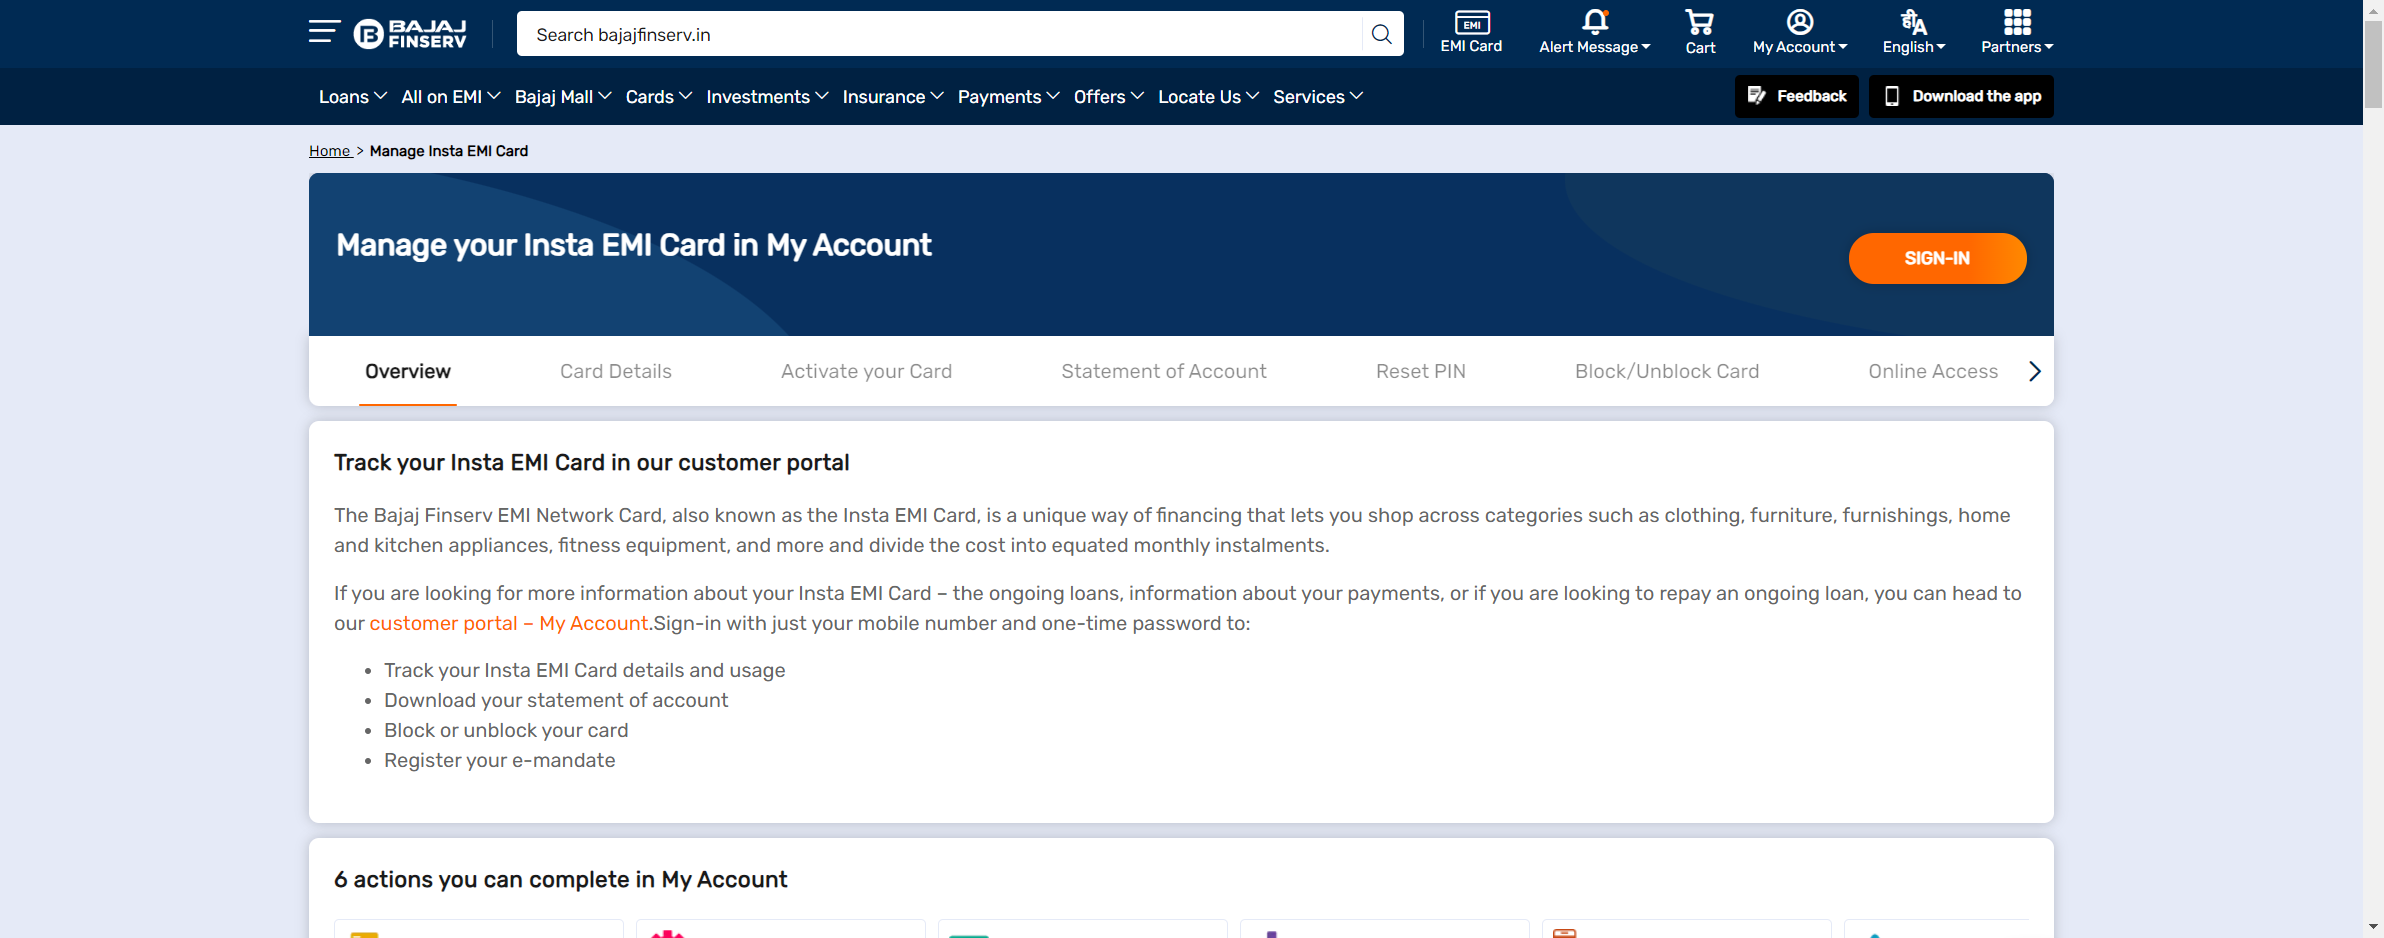 BAJAJ
FINSERV
Search bajajfinserv.in
EMI
EMI Card
Alert Message
Cart
My Account
हीA
English
Partners
Loans All on EMI Bajaj Mall Cards Investments Insurance Payments Offers Locate Us Services
Feedback
Download the app
Home > Manage Insta EMI Card
Manage your Insta EMI Card in My Account
SIGN-IN
Overview Card Details Activate your Card Statement of Account Reset PIN Block/Unblock Card Online Access
Track your Insta EMI Card in our customer portal
The Bajaj Finserv EMI Network Card, also known as the Insta EMI Card, is a unique way of financing that lets you shop across categories such as clothing, furniture, furnishings, home
and kitchen appliances, fitness equipment, and more and divide the cost into equated monthly instalments.
If you are looking for more information about your Insta EMI Card – the ongoing loans, information about your payments, or if you are looking to repay an ongoing loan, you can head to
our customer portal – My Account.Sign-in with just your mobile number and one-time password to:
• Track your Insta EMI Card details and usage
• Download your statement of account
• Block or unblock your card
• Register your e-mandate
6 actions you can complete in My Account